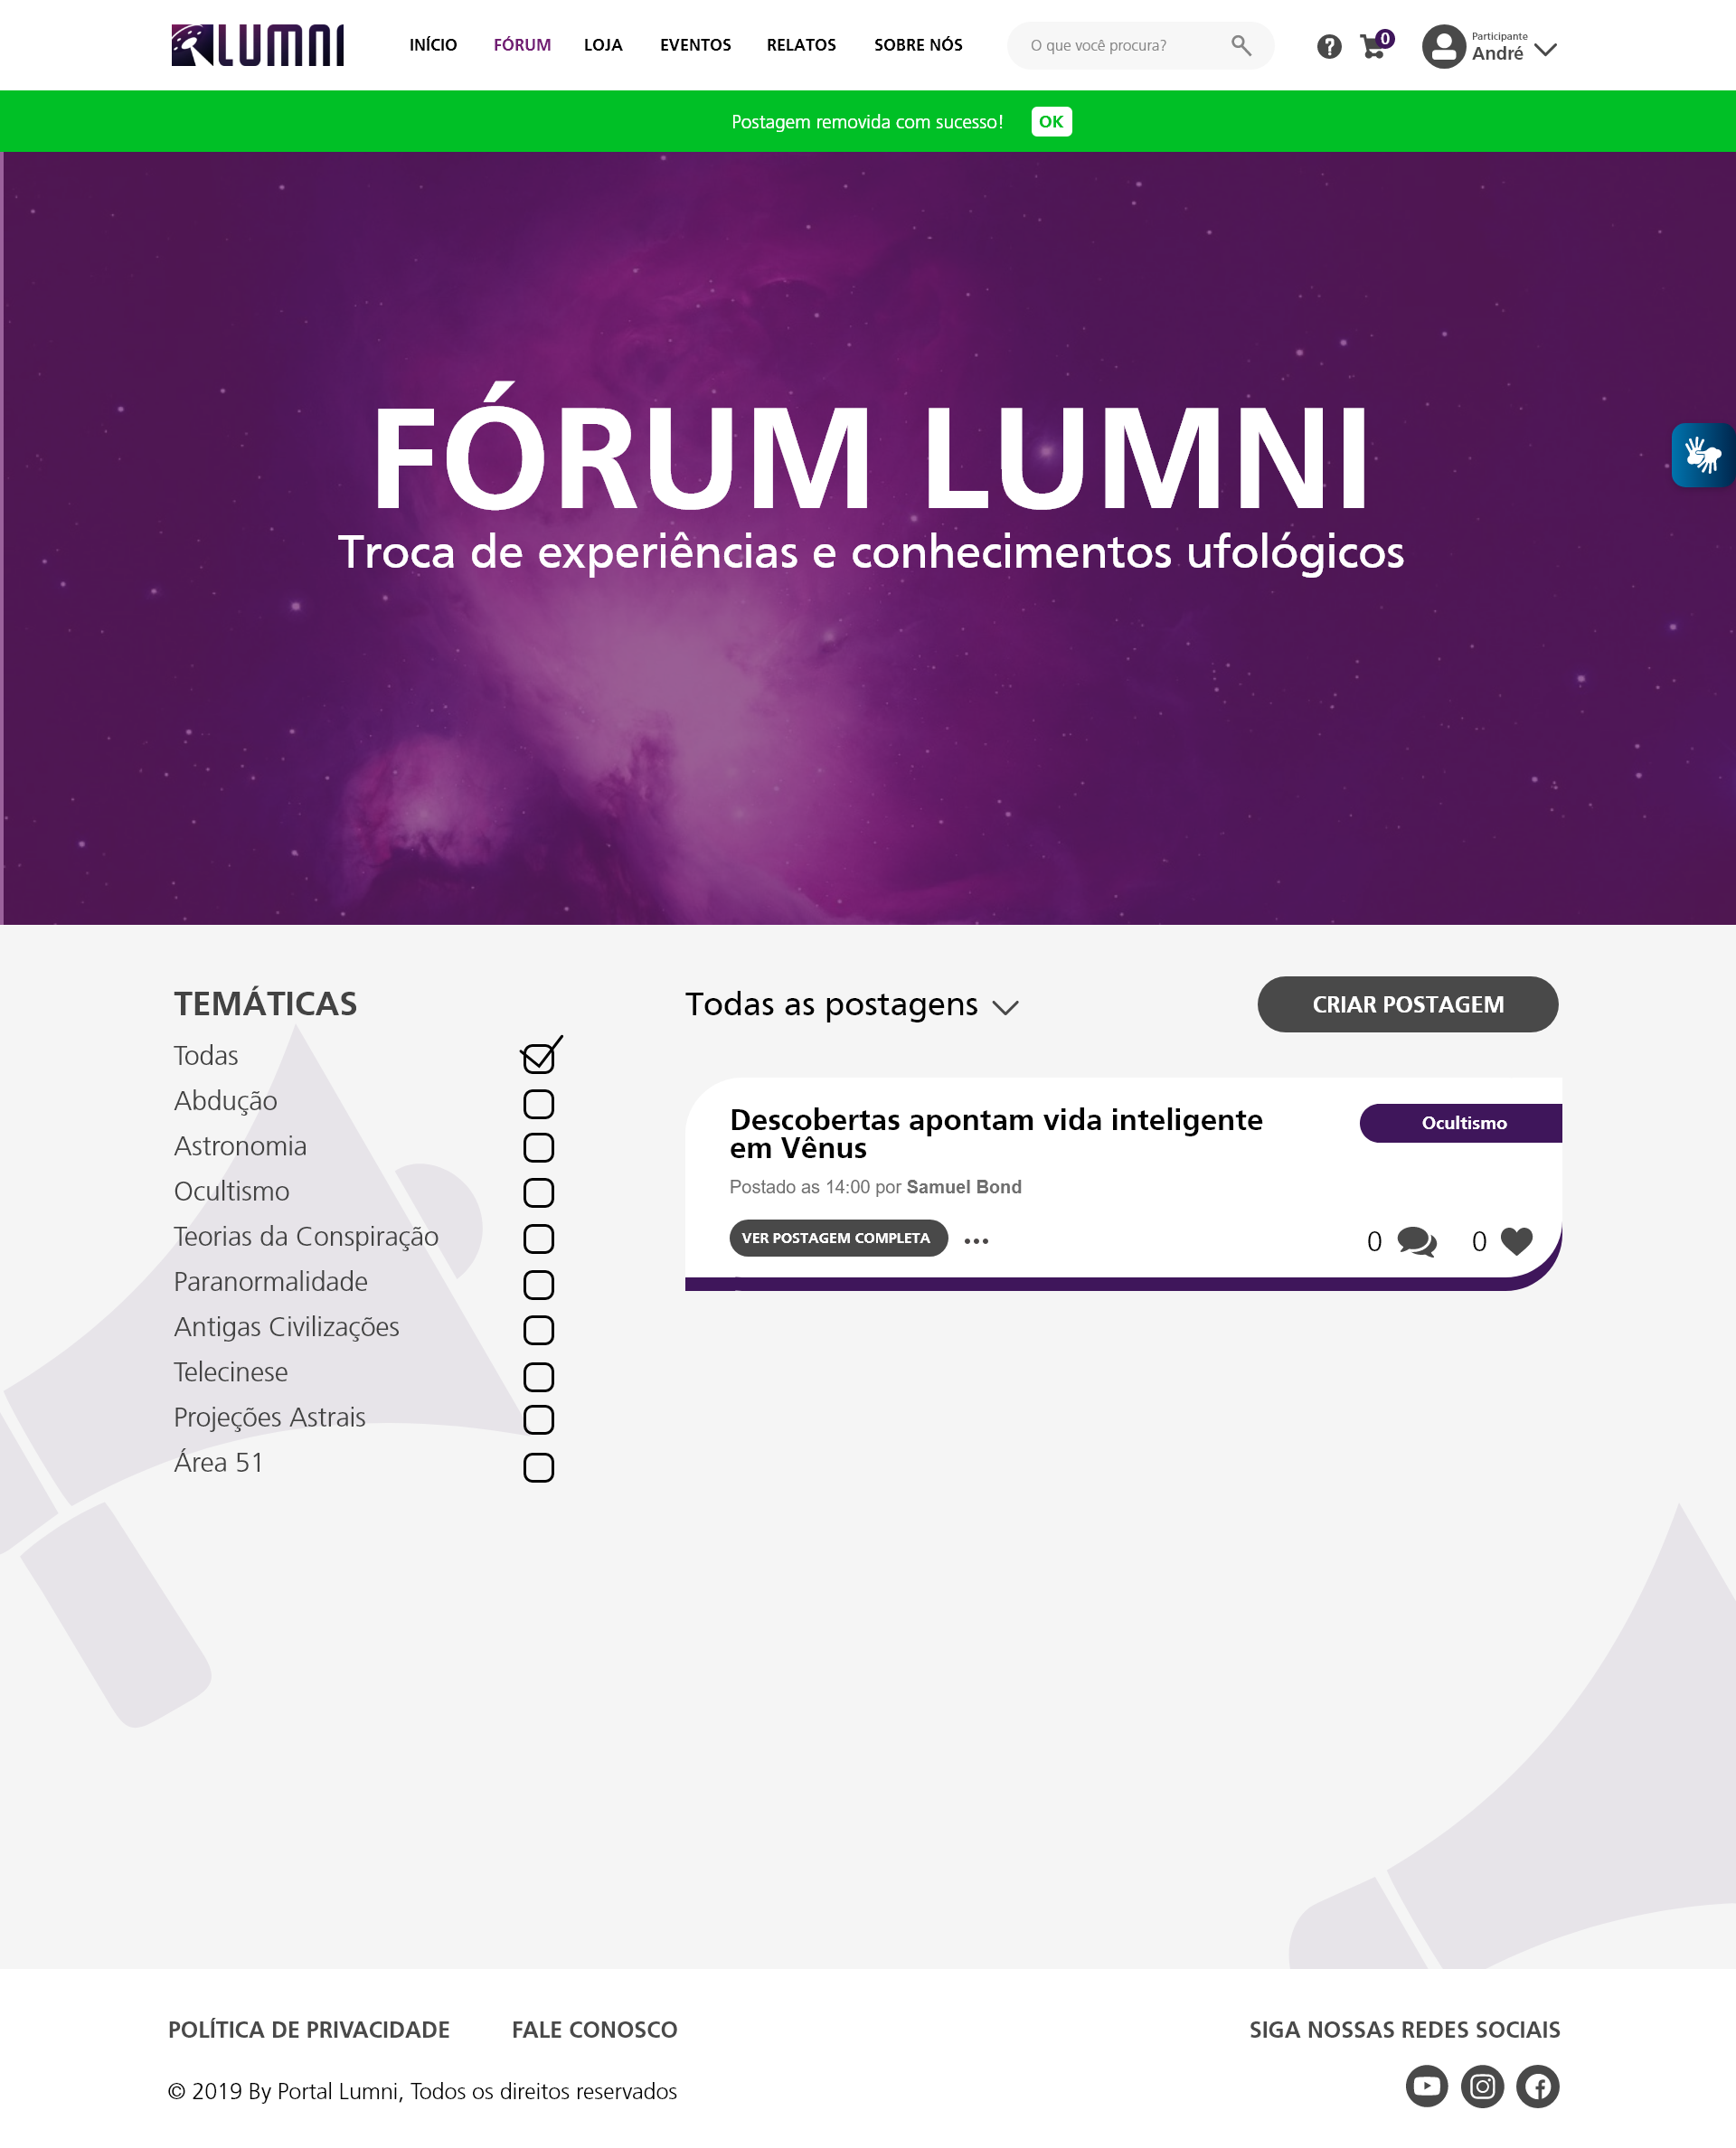 LUMNI
INÍCIO FÓRUM LOJA EVENTOS RELATOS SOBRE NÓS
O que você procura?
?
0
Participante
André
Postagem removida com sucesso! OK
FÓRUM LUMNI
Troca de experiências e conhecimentos ufológicos
TEMÁTICAS
Todas
Abdução
Astronomia
Ocultismo
Teorias da Conspiração
Paranormalidade
Antigas Civilizações
Telecinese
Projeções Astrais
Área 51
Todas as postagens
CRIAR POSTAGEM
Descobertas apontam vida inteligente
em Vênus
Ocultismo
Postado as 14:00 por Samuel Bond
VER POSTAGEM COMPLETA ...
0 0
POLÍTICA DE PRIVACIDADE FALE CONOSCO
SIGA NOSSAS REDES SOCIAIS
© 2019 By Portal Lumni, Todos os direitos reservados